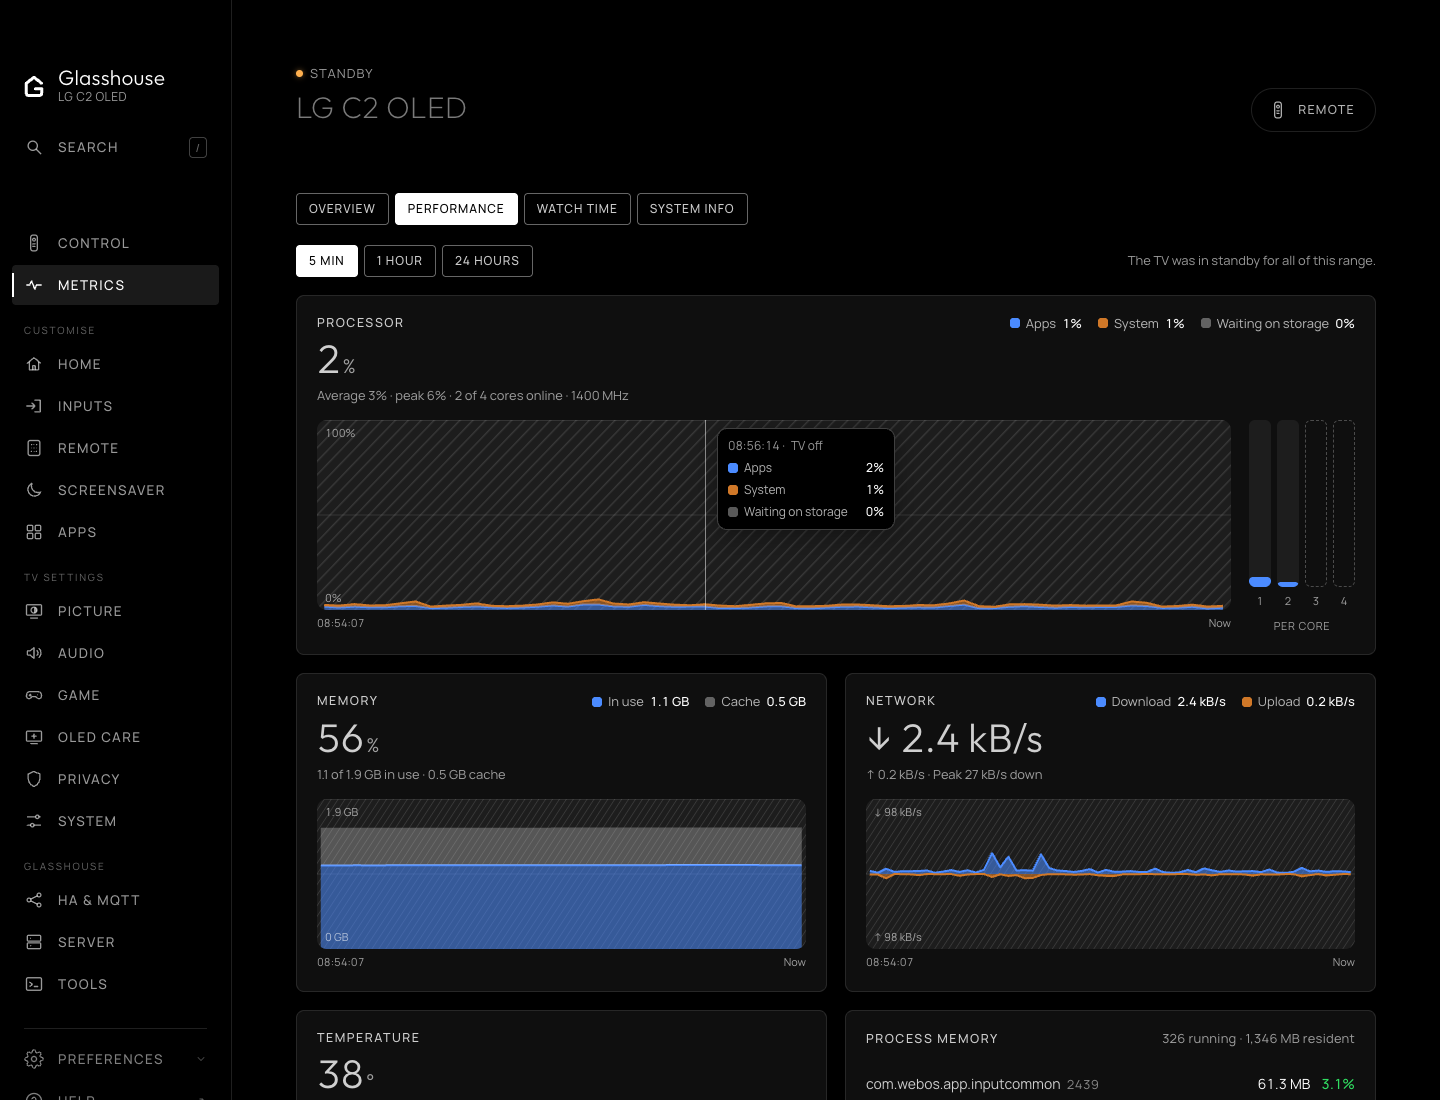 Glasshouse
LG C2 OLED
SEARCH /
CONTROL
METRICS
CUSTOMISE
HOME
INPUTS
REMOTE
SCREENSAVER
APPS
TV SETTINGS
PICTURE
AUDIO
GAME
OLED CARE
PRIVACY
SYSTEM
GLASSHOUSE
HA & MQTT
SERVER
TOOLS
PREFERENCES
HELP
STANDBY
LG C2 OLED
REMOTE
OVERVIEW PERFORMANCE WATCH TIME SYSTEM INFO
5 MIN 1 HOUR 24 HOURS
The TV was in standby for all of this range.
PROCESSOR
Apps 1% System 1% Waiting on storage 0%
2%
Average 3% · peak 6% · 2 of 4 cores online · 1400 MHz
100%
08:56:14 · TV off
Apps 2%
System 1%
Waiting on storage 0%
0%
08:54:07 Now
1 2 3 4
PER CORE
MEMORY
In use 1.1 GB Cache 0.5 GB
56%
1.1 of 1.9 GB in use · 0.5 GB cache
1.9 GB
0 GB
08:54:07 Now
NETWORK
Download 2.4 kB/s Upload 0.2 kB/s
↓ 2.4 kB/s
↑ 0.2 kB/s · Peak 27 kB/s down
↓ 98 kB/s
↑ 98 kB/s
08:54:07 Now
TEMPERATURE
38°
PROCESS MEMORY
326 running · 1,346 MB resident
com.webos.app.inputcommon 2439 61.3 MB 3.1%